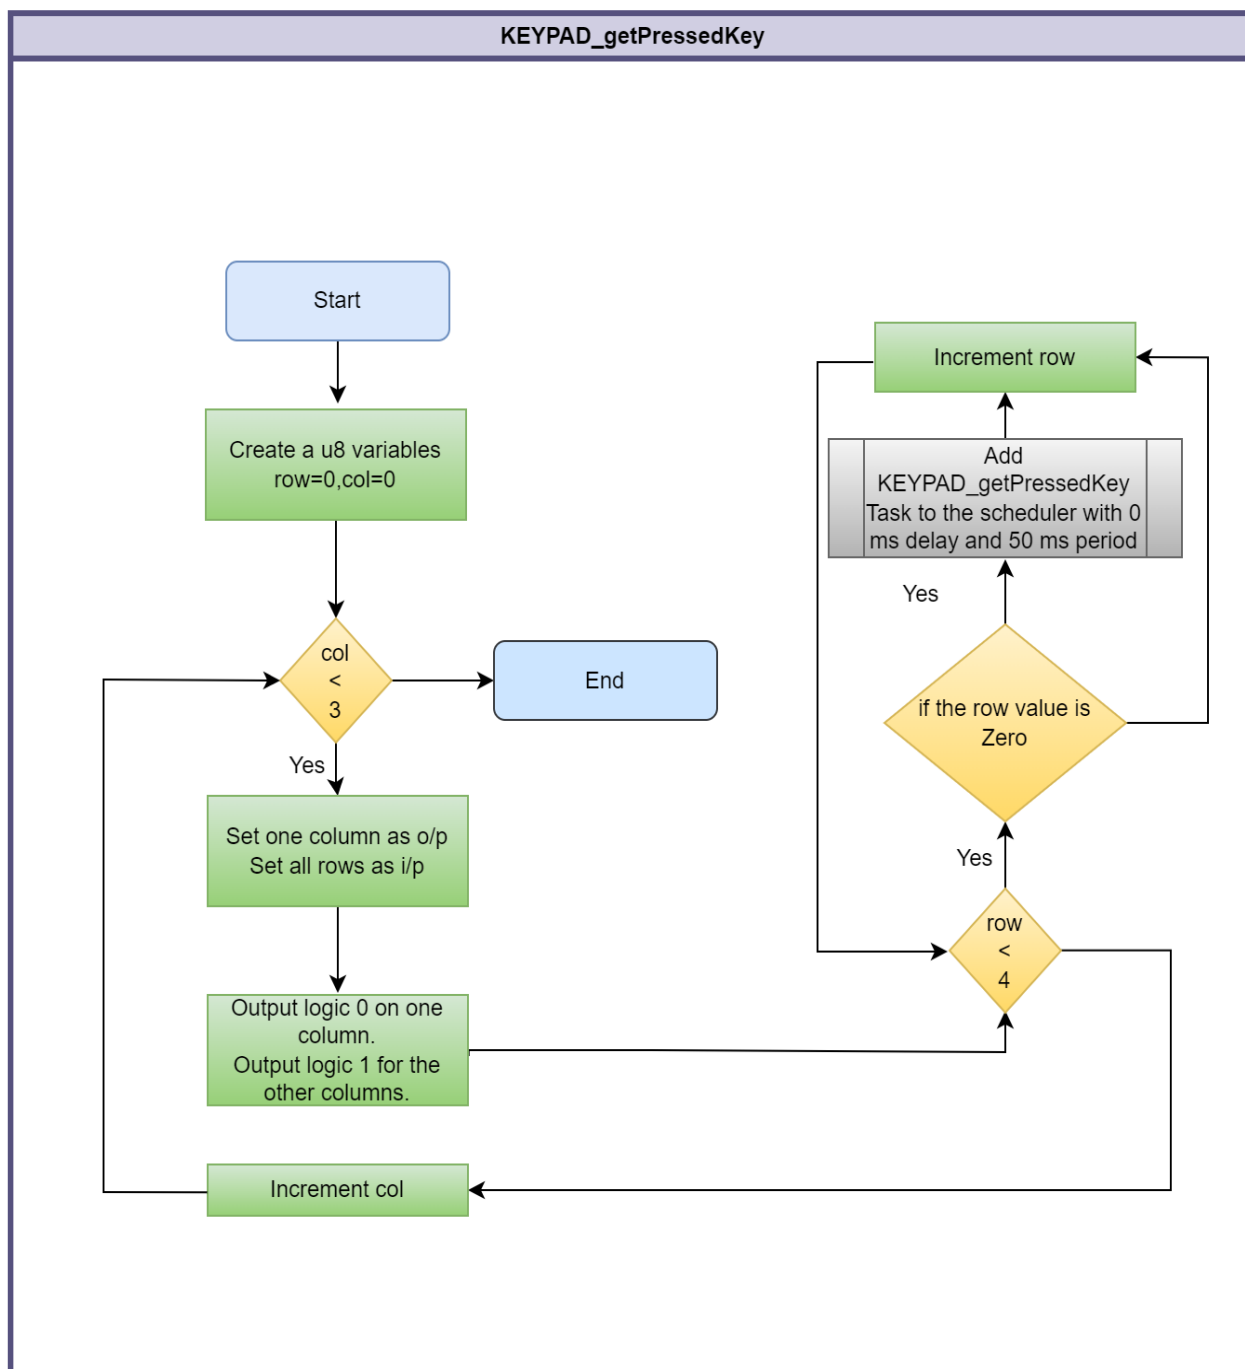 KEYPAD_getPressedKey
Start
Create a u8 variables
row=0,col=0
col
<
3
End
Yes
Set one column as o/p
Set all rows as i/p
Output logic 0 on one
column.
Output logic 1 for the
other columns.
Increment col
Increment row
Add
KEYPAD_getPressedKey
Task to the scheduler with 0
ms delay and 50 ms period
Yes
if the row value is
Zero
Yes
row
<
4